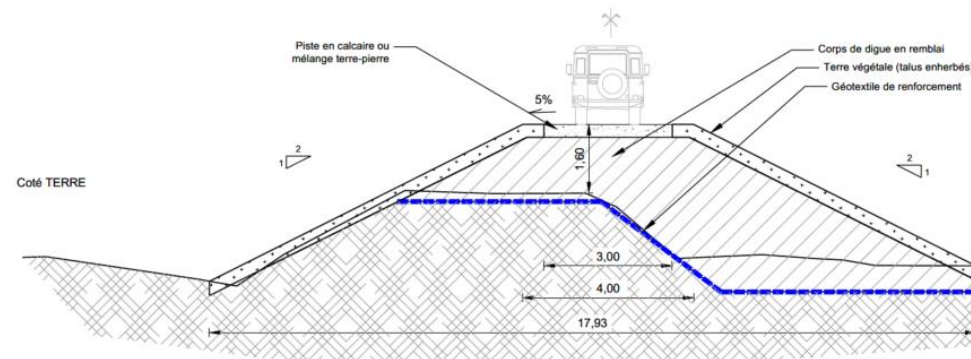 Piste en calcaire ou
mélange terre-pierre
Corps de digue en remblai
Terre végétale (talus enherbés)
Géotextile de renforcement
5%
2
1
1,60
2
1
Coté TERRE
3,00
4,00
17,93